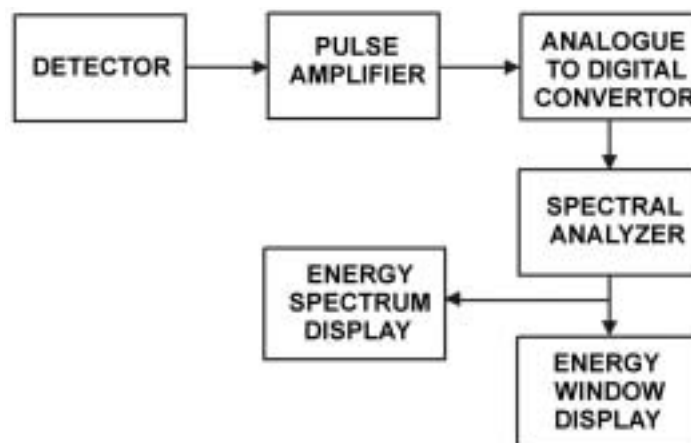 DETECTOR
PULSE
AMPLIFIER
ANALOGUE
TO DIGITAL
CONVERTOR
SPECTRAL
ANALYZER
ENERGY
SPECTRUM
DISPLAY
ENERGY
WINDOW
DISPLAY